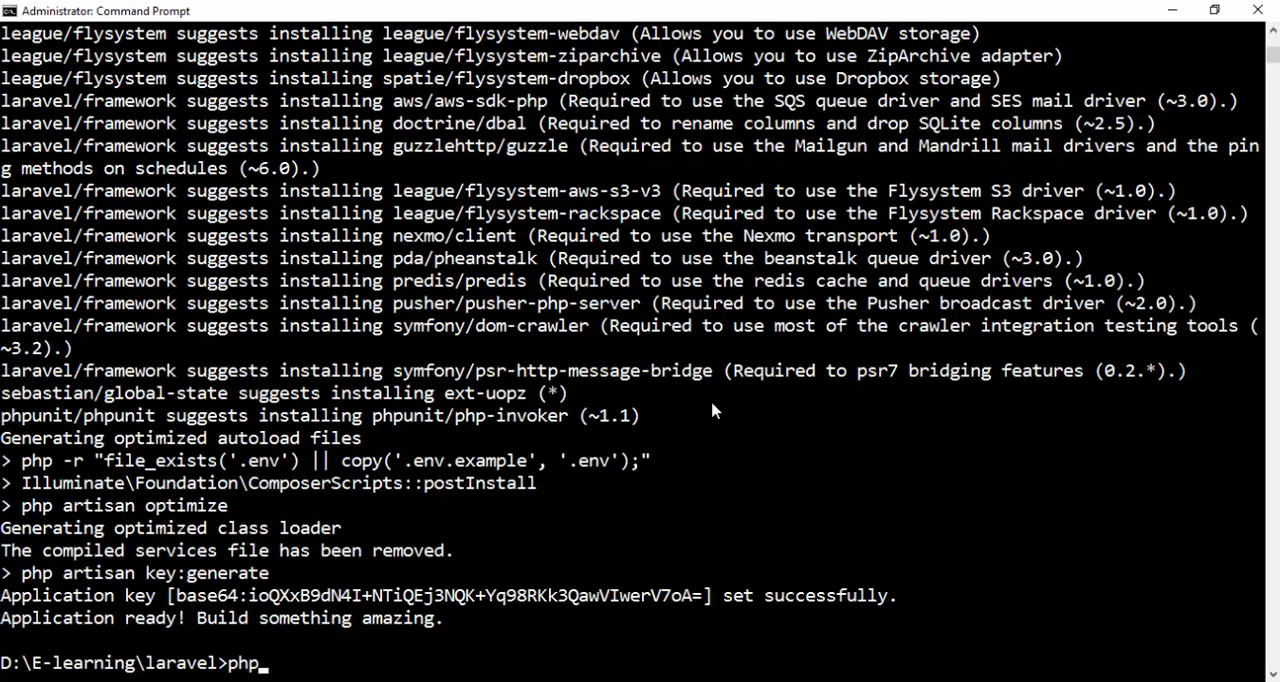 Administrator: Command Prompt
league/flysystem suggests installing league/flysystem-webdav (Allows you to use WebDAV storage)
league/flysystem suggests installing league/flysystem-ziparchive (Allows you to use ZipArchive adapter)
league/flysystem suggests installing spatie/flysystem-dropbox (Allows you to use Dropbox storage)
laravel/framework suggests installing aws/aws-sdk-php (Required to use the SQS queue driver and SES mail driver (~3.0).)
laravel/framework suggests installing doctrine/dbal (Required to rename columns and drop SQLite columns (~2.5).)
laravel/framework suggests installing guzzlehttp/guzzle (Required to use the Mailgun and Mandrill mail drivers and the pin
g methods on schedules (~6.0).)
laravel/framework suggests installing league/flysystem-aws-s3-v3 (Required to use the Flysystem S3 driver (~1.0).)
laravel/framework suggests installing league/flysystem-rackspace (Required to use the Flysystem Rackspace driver (~1.0).)
laravel/framework suggests installing nexmo/client (Required to use the Nexmo transport (~1.0).)
laravel/framework suggests installing pda/pheanstalk (Required to use the beanstalk queue driver (~3.0).)
laravel/framework suggests installing predis/predis (Required to use the redis cache and queue drivers (~1.0).)
laravel/framework suggests installing pusher/pusher-php-server (Required to use the Pusher broadcast driver (~2.0).)
laravel/framework suggests installing symfony/dom-crawler (Required to use most of the crawler integration testing tools (
~3.2).)
laravel/framework suggests installing symfony/psr-http-message-bridge (Required to psr7 bridging features (0.2.*).)
sebastian/global-state suggests installing ext-uopz (*)
phpunit/phpunit suggests installing phpunit/php-invoker (~1.1)
Generating optimized autoload files
> php -r "file_exists('.env') || copy('.env.example', '.env');"
> Illuminate\Foundation\ComposerScripts::postInstall
> php artisan optimize
Generating optimized class loader
The compiled services file has been removed.
> php artisan key:generate
Application key [base64:ioQXxB9dN4I+NTiQEj3NQK+Yq98RKk3QawVIwerV7oA=] set successfully.
Application ready! Build something amazing.
D:\E-learning\laravel>php_